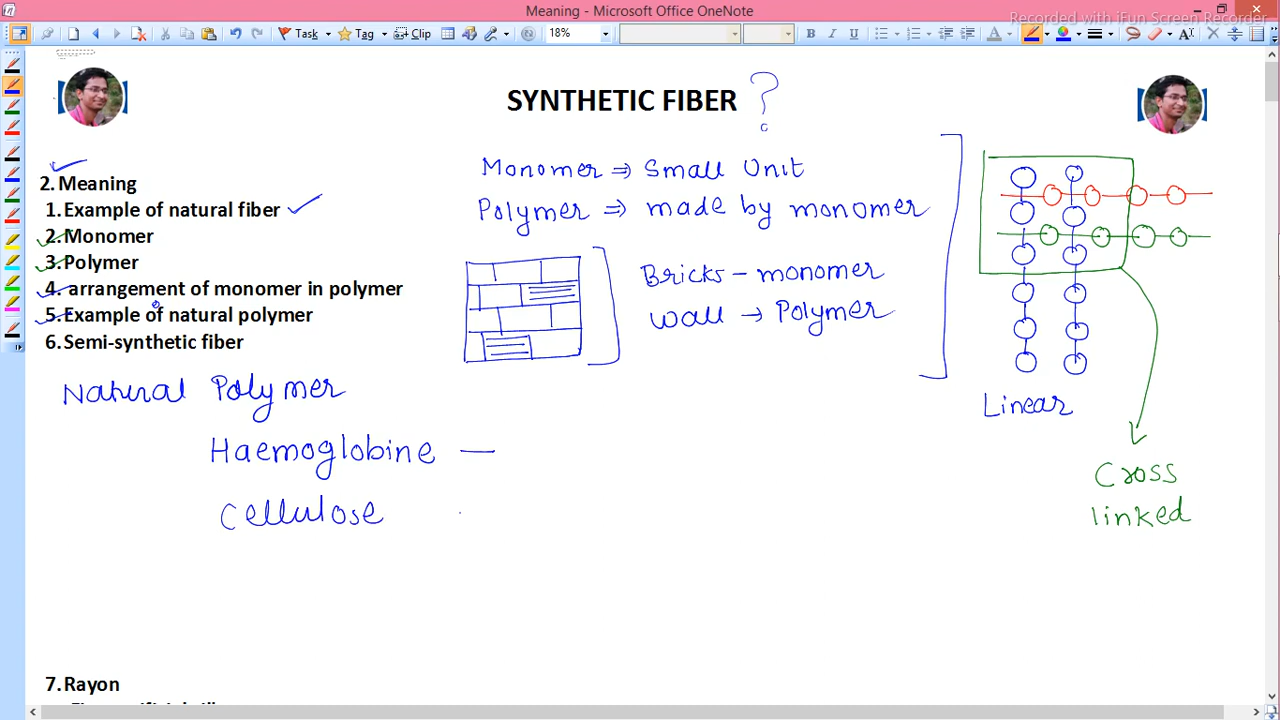 Meaning - Microsoft Office OneNote
Recorded with iFun Screen Recorder
Task
Tag
Clip
18%
B I U
SYNTHETIC FIBER ?
2. Meaning
1.Example of natural fiber
2.Monomer
3.Polymer
4. arrangement of monomer in polymer
5.Example of natural polymer
6.Semi-synthetic fiber
Monomer ⇒ Small Unit
Polymer ⇒ made by monomer
Bricks - monomer
Wall → Polymer
Linear
Cross
linked
Natural Polymer
Haemoglobine —
Cellulose
7.Rayon